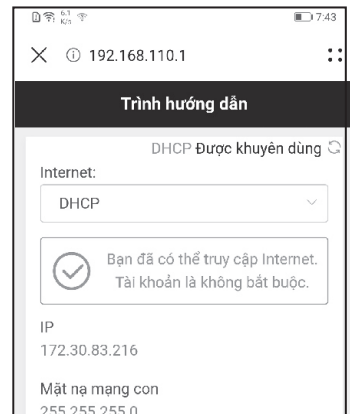 6.1
K/s
7:43
192.168.110.1
Trình hướng dẫn
DHCP Được khuyên dùng
Internet:
DHCP
Bạn đã có thể truy cập Internet.
Tài khoản là không bắt buộc.
IP
172.30.83.216
Mặt nạ mạng con
255.255.255.0